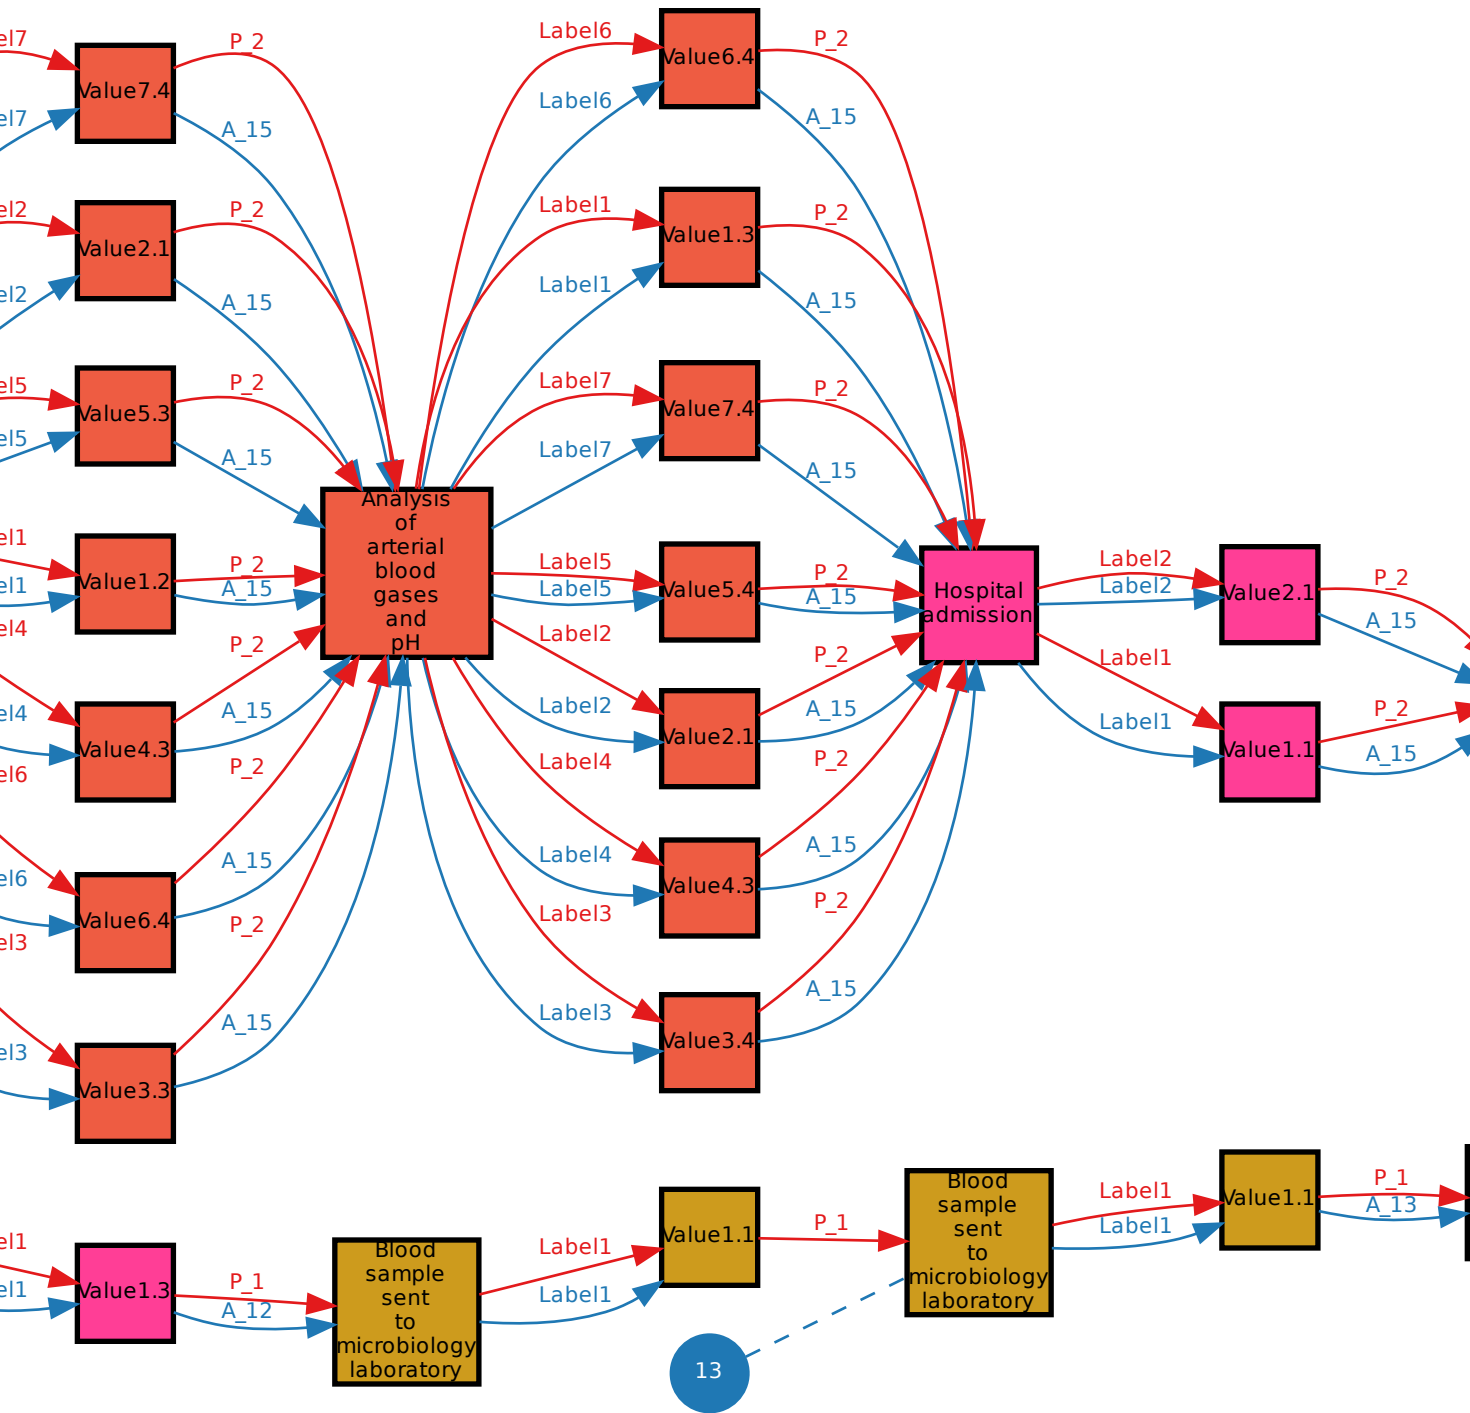 el7
el7
Value7.4
P_2
A_15
el2
el2
Value2.1
P_2
A_15
el5
el5
Value5.3
P_2
A_15
el1
el1
Value1.2
P_2
A_15
el4
el4
Value4.3
P_2
A_15
el6
el6
Value6.4
P_2
A_15
el3
el3
Value3.3
P_2
A_15
Analysis
of
arterial
blood
gases
and
pH
Label6
Label6
Value6.4
P_2
A_15
Label1
Label1
Value1.3
P_2
A_15
Label7
Label7
Value7.4
P_2
A_15
Label5
Label5
Value5.4
P_2
A_15
Label2
Label2
Value2.1
P_2
A_15
Label4
Label4
Value4.3
P_2
A_15
Label3
Label3
Value3.4
P_2
A_15
Hospital
admission
Label2
Label2
Value2.1
P_2
A_15
Label1
Label1
Value1.1
P_2
A_15
el1
el1
Value1.3
P_1
A_12
Blood
sample
sent
to
microbiology
laboratory
Label1
Label1
Value1.1
P_1
13
Blood
sample
sent
to
microbiology
laboratory
Label1
Label1
Value1.1
P_1
A_13